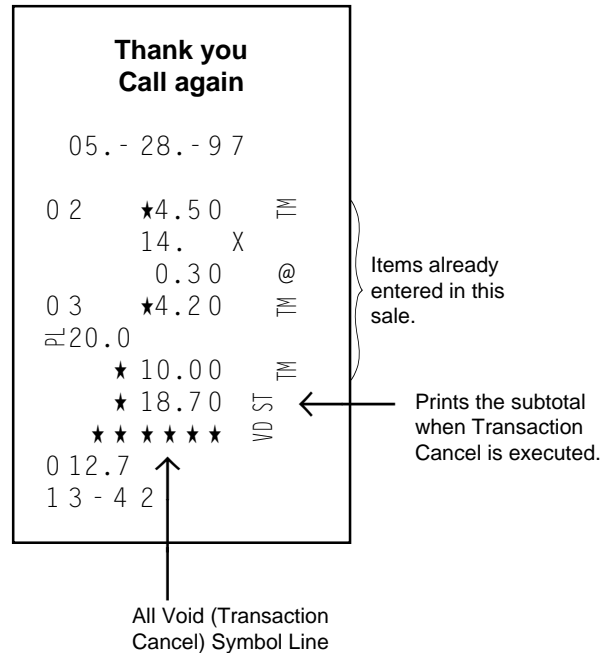 Thank you
Call again
05.-28.-97
02 ★4.50 TM
14. X
0.30 @
03 ★4.20 TM
PL20.0
★10.00 TM
★18.70 ST
★★★★★★ VD
012.7
13-42
Items already
entered in this
sale.
Prints the subtotal
when Transaction
Cancel is executed.
All Void (Transaction
Cancel) Symbol Line